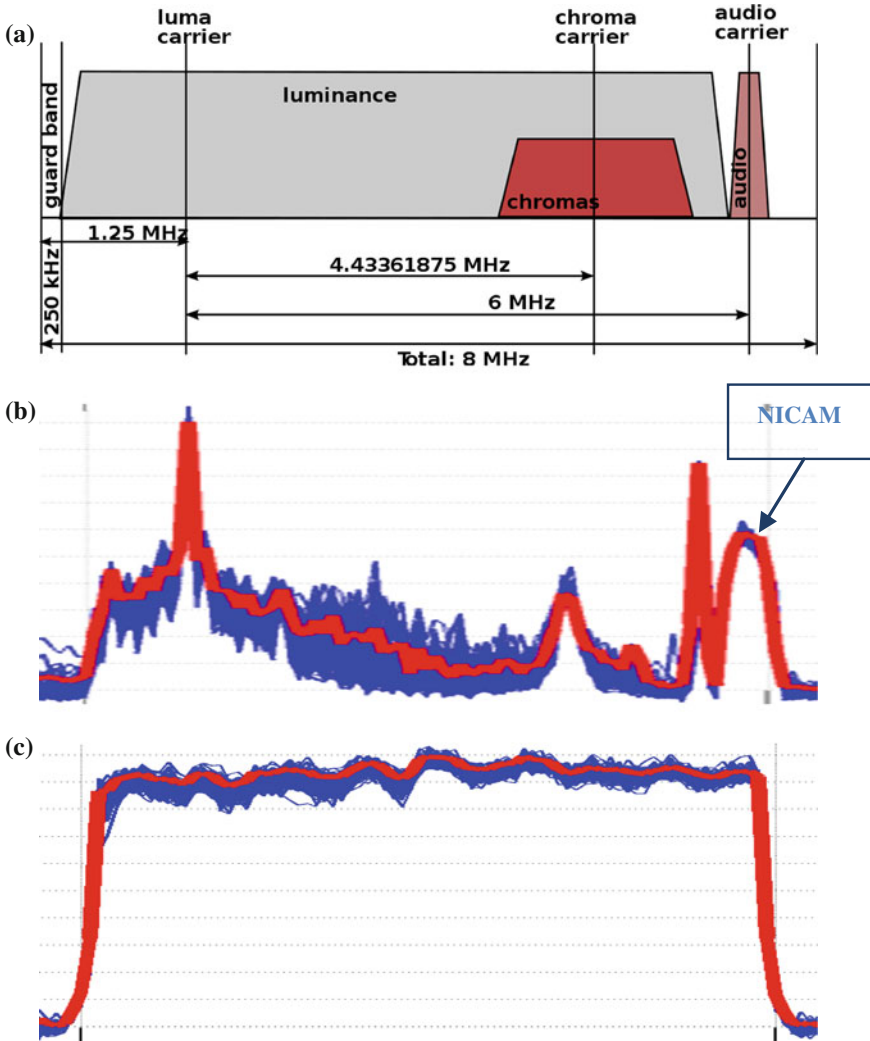 (a)
luma
carrier
chroma
carrier
audio
carrier
guard band
luminance
chromas
audio
1.25 MHz
250 kHz
4.43361875 MHz
6 MHz
Total: 8 MHz
(b)
NICAM
(c)